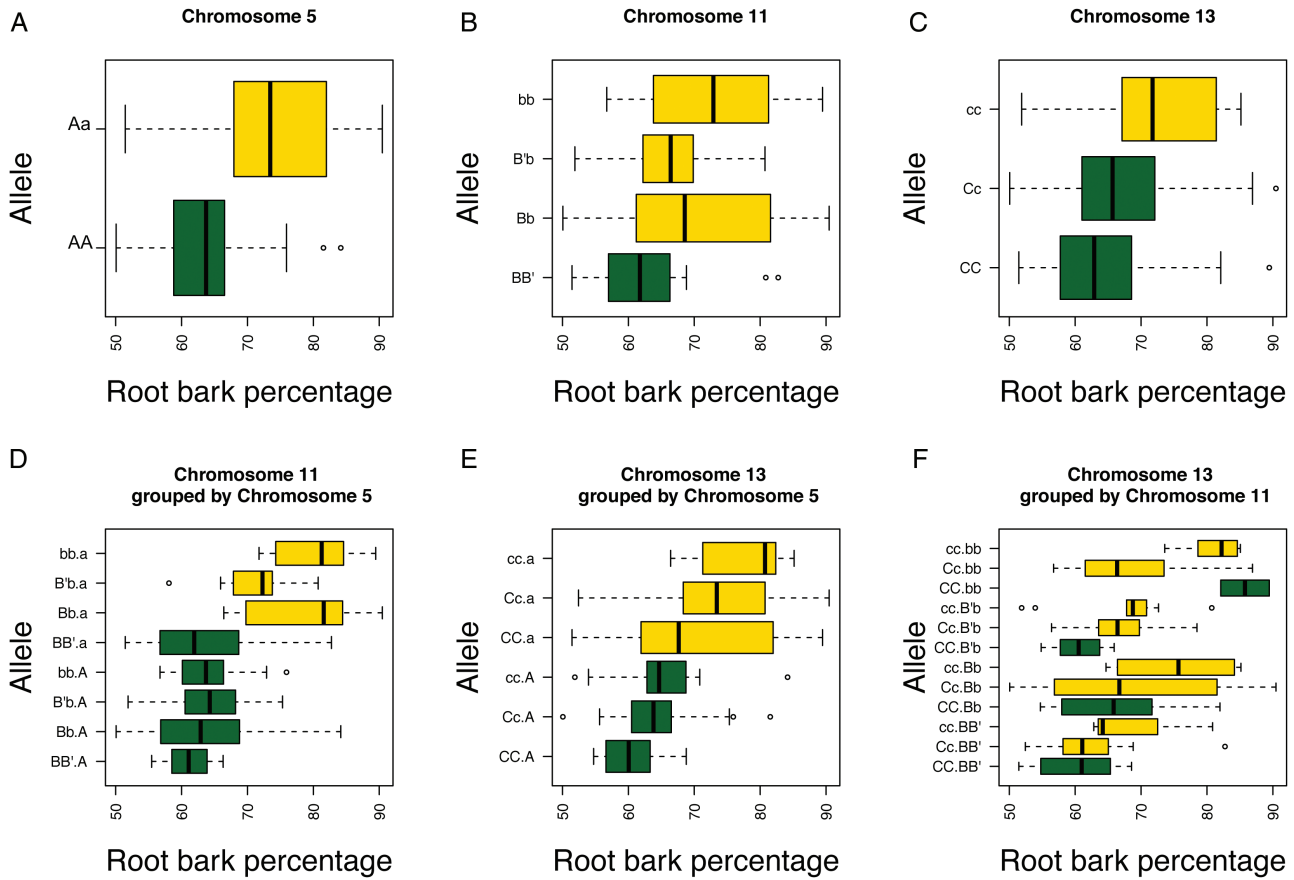 A
Chromosome 5
Allele
Aa
AA
50
60
70
80
90
Root bark percentage
B
Chromosome 11
Allele
bb
B'b
Bb
BB'
50
60
70
80
90
Root bark percentage
C
Chromosome 13
Allele
cc
Cc
CC
50
60
70
80
90
Root bark percentage
D
Chromosome 11
grouped by Chromosome 5
Allele
bb.a
B'b.a
Bb.a
BB'.a
bb.A
B'b.A
Bb.A
BB'.A
50
60
70
80
90
Root bark percentage
E
Chromosome 13
grouped by Chromosome 5
Allele
cc.a
Cc.a
CC.a
cc.A
Cc.A
CC.A
50
60
70
80
90
Root bark percentage
F
Chromosome 13
grouped by Chromosome 11
Allele
cc.bb
Cc.bb
CC.bb
cc.B'b
Cc.B'b
CC.B'b
cc.Bb
Cc.Bb
CC.Bb
cc.BB'
Cc.BB'
CC.BB'
50
60
70
80
90
Root bark percentage